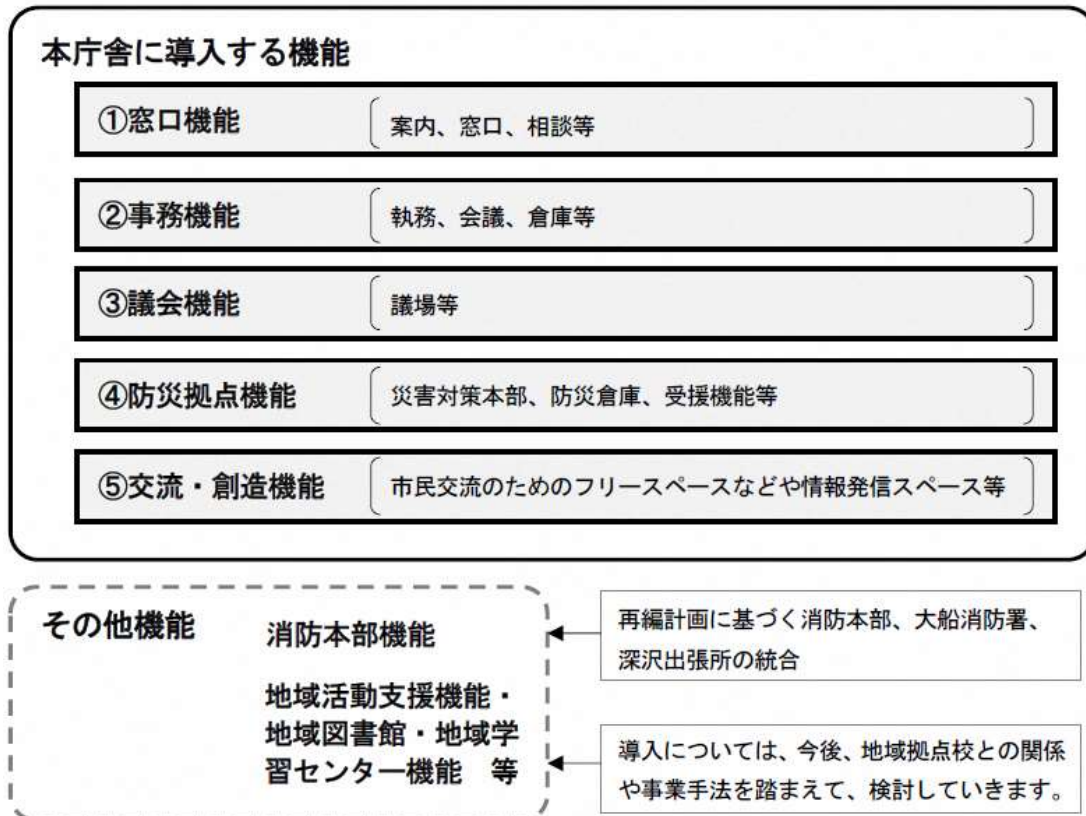 本庁舎に導入する機能
①窓口機能 案内、窓口、相談等
②事務機能 執務、会議、倉庫等
③議会機能 議場等
④防災拠点機能 災害対策本部、防災倉庫、受援機能等
⑤交流・創造機能 市民交流のためのフリースペースなどや情報発信スペース等
その他機能
消防本部機能
地域活動支援機能・
地域図書館・地域学
習センター機能 等
再編計画に基づく消防本部、大船消防署、
深沢出張所の統合
導入については、今後、地域拠点校との関係
や事業手法を踏まえて、検討していきます。